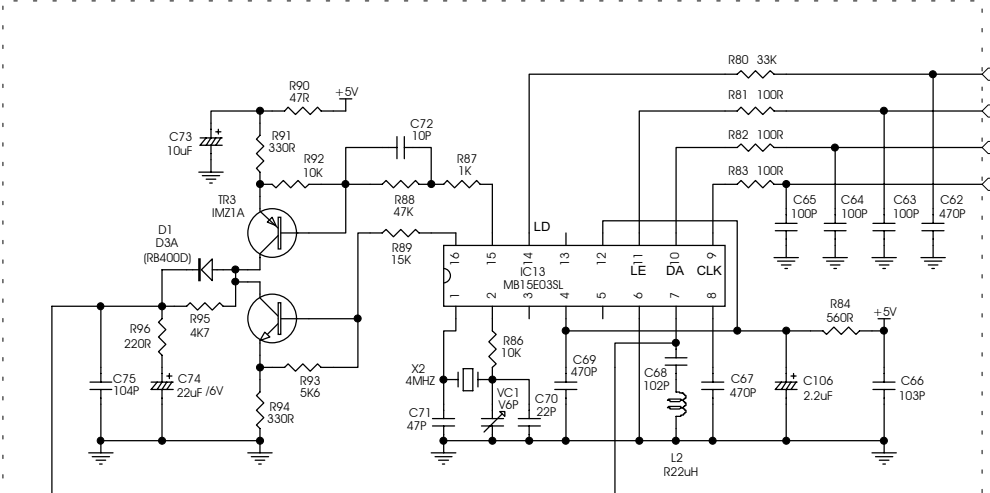 R80 33K
R90
47R
+5V
R81 100R
C72
10P
C73
10uF
R91
330R
R82 100R
R92
10K
R87
1K
R83 100R
TR3
IMZ1A
R88
47K
C65
100P
C64
100P
C63
100P
C62
470P
LD
D1
D3A
(RB400D)
R89
15K
16
15
14
13
12
11
10
9
IC13
MB15E03SL
LE
DA
CLK
1
2
3
4
5
6
7
8
R95
4K7
R84
560R
+5V
R96
220R
R86
10K
C69
470P
X2
4MHZ
C68
102P
C75
104P
C74
22uF /6V
R93
5K6
VC1
V6P
C70
22P
C67
470P
C106
2.2uF
C66
103P
R94
330R
C71
47P
L2
R22uH